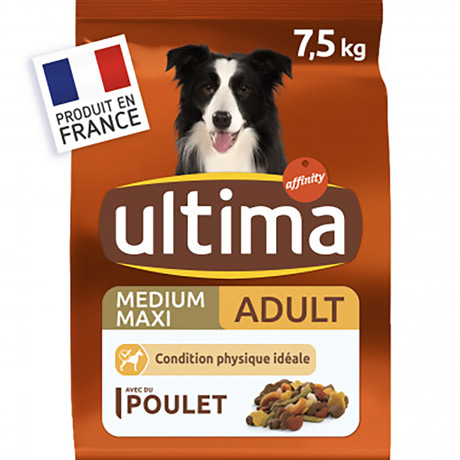 7,5 kg
PRODUIT EN
FRANCE
affinity
ultima
MEDIUM
MAXI
ADULT
Condition physique idéale
AVEC DU
POULET